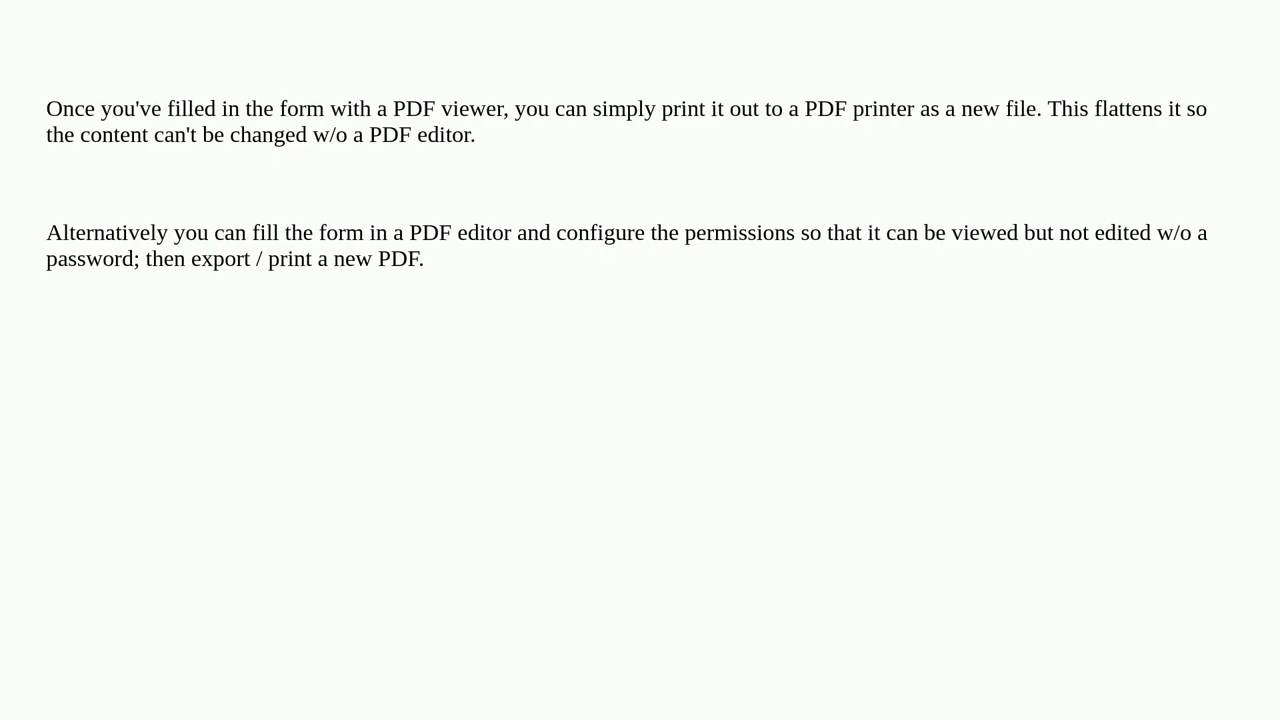 Once you've filled in the form with a PDF viewer, you can simply print it out to a PDF printer as a new file. This flattens it so
the content can't be changed w/o a PDF editor.
Alternatively you can fill the form in a PDF editor and configure the permissions so that it can be viewed but not edited w/o a
password; then export / print a new PDF.